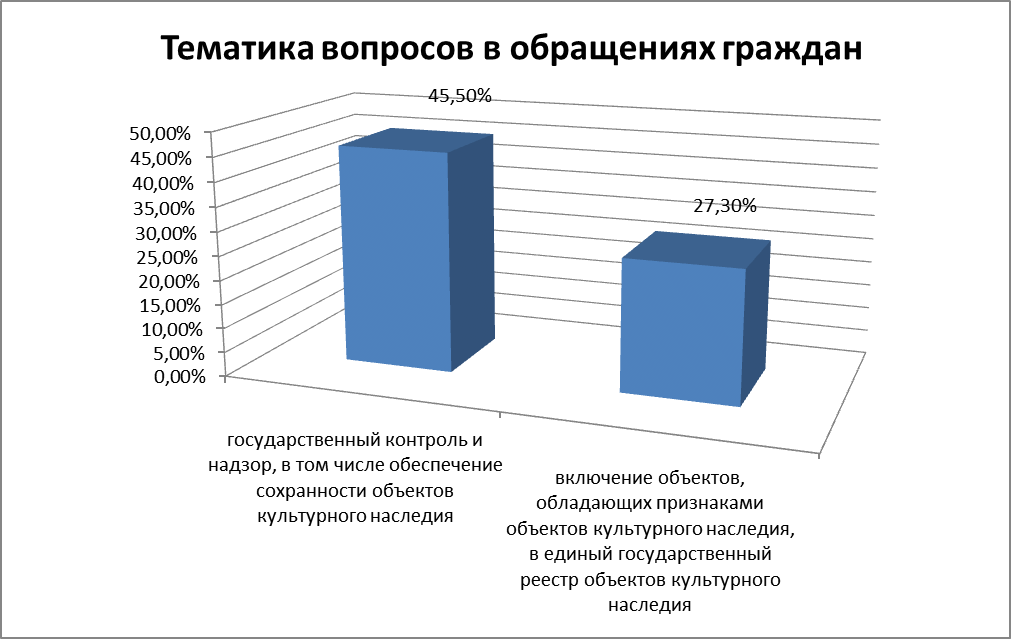 Тематика вопросов в обращениях граждан
45,50%
27,30%
50,00%
45,00%
40,00%
35,00%
30,00%
25,00%
20,00%
15,00%
10,00%
5,00%
0,00%
государственный контроль и
надзор, в том числе обеспечение
сохранности объектов
культурного наследия
включение объектов,
обладающих признаками
объектов культурного наследия,
в единый государственный
реестр объектов культурного
наследия